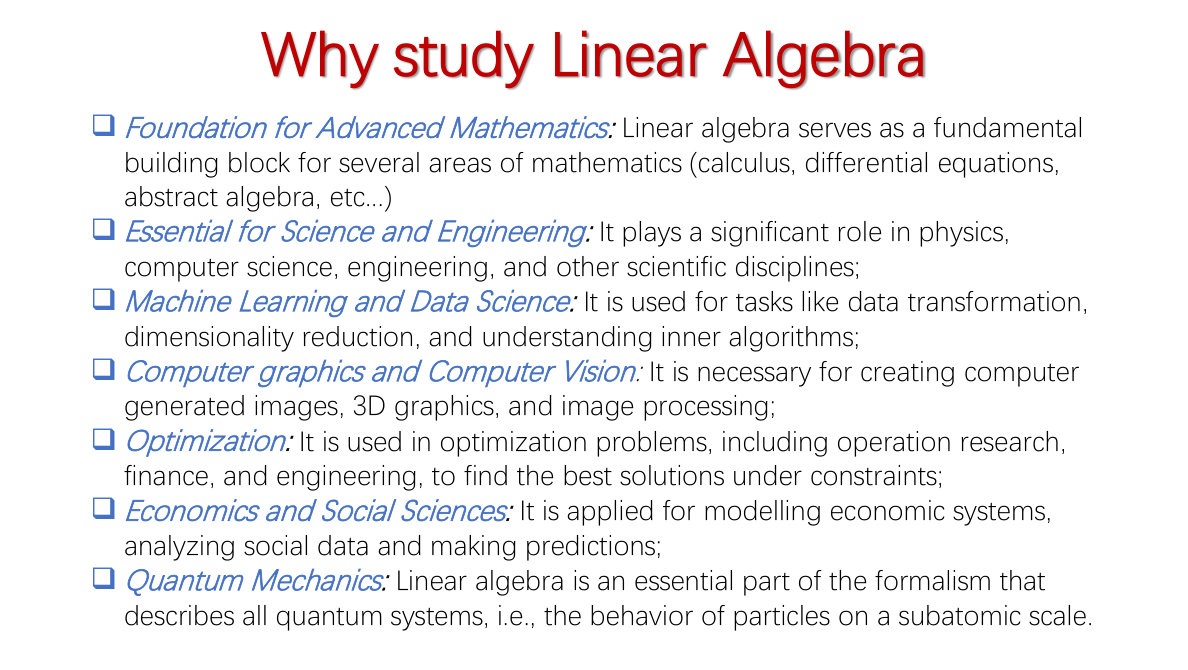 Why study Linear Algebra
❑ Foundation for Advanced Mathematics: Linear algebra serves as a fundamental
building block for several areas of mathematics (calculus, differential equations,
abstract algebra, etc...)
❑ Essential for Science and Engineering: It plays a significant role in physics,
computer science, engineering, and other scientific disciplines;
❑ Machine Learning and Data Science: It is used for tasks like data transformation,
dimensionality reduction, and understanding inner algorithms;
❑ Computer graphics and Computer Vision: It is necessary for creating computer
generated images, 3D graphics, and image processing;
❑ Optimization: It is used in optimization problems, including operation research,
finance, and engineering, to find the best solutions under constraints;
❑ Economics and Social Sciences: It is applied for modelling economic systems,
analyzing social data and making predictions;
❑ Quantum Mechanics: Linear algebra is an essential part of the formalism that
describes all quantum systems, i.e., the behavior of particles on a subatomic scale.